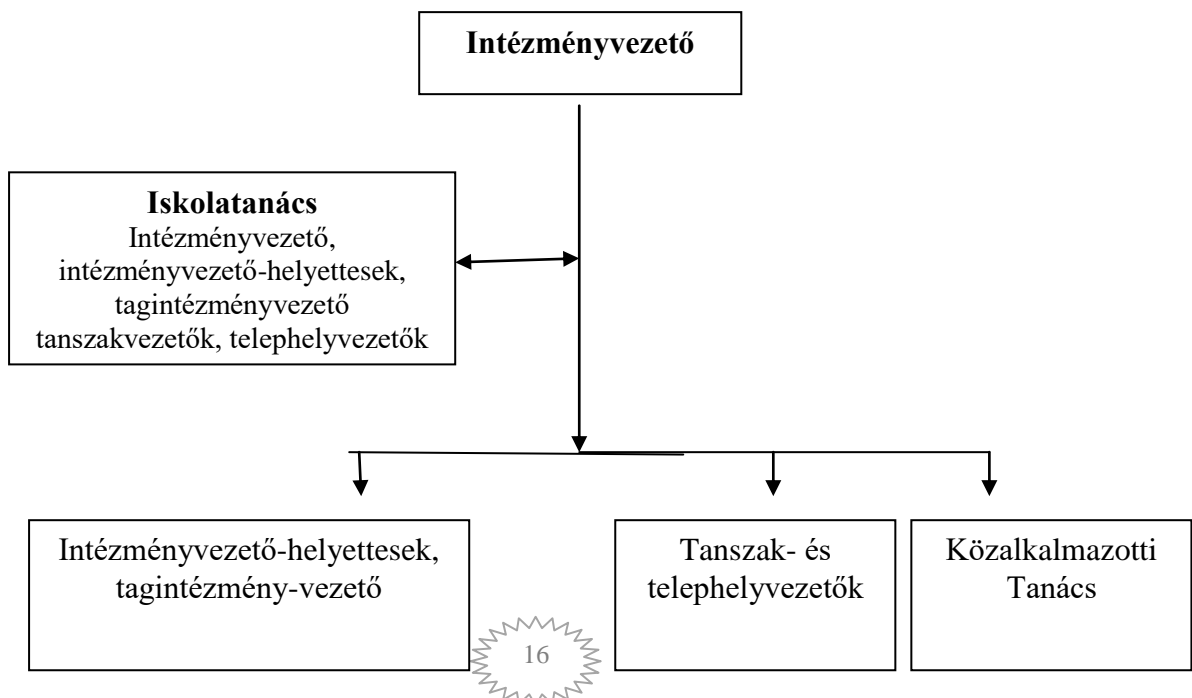 Intézményvezető
Iskolatanács
Intézményvezető,
intézményvezető-helyettesek,
tagintézményvezető
tanszakvezetők, telephelyvezetők
Intézményvezető-helyettesek,
tagintézmény-vezető
Tanszak- és
telephelyvezetők
Közalkalmazotti
Tanács
16